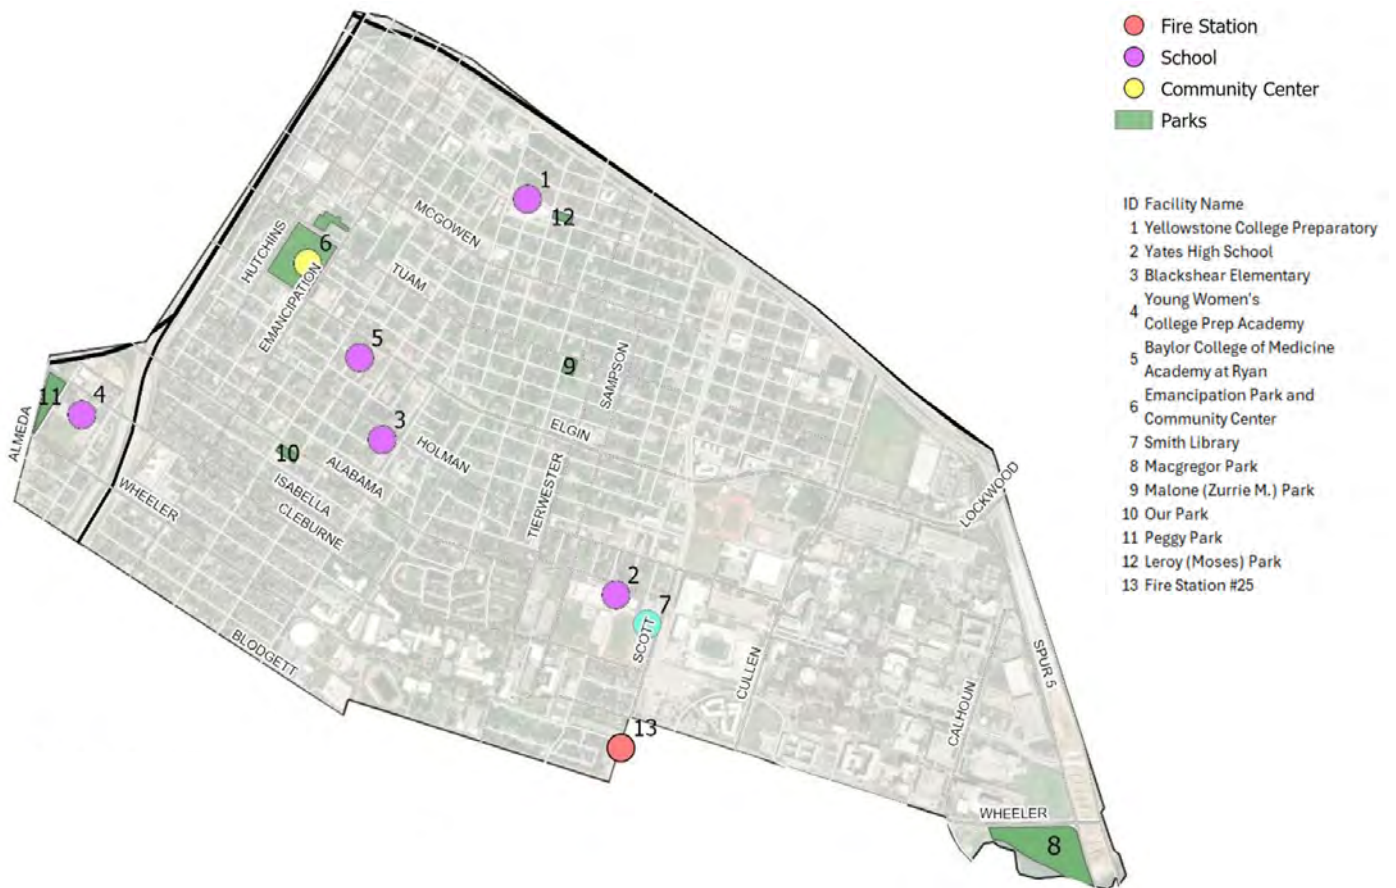 Fire Station
School
Community Center
Parks
ID Facility Name
1 Yellowstone College Preparatory
2 Yates High School
3 Blackshear Elementary
4 Young Women's
College Prep Academy
5 Baylor College of Medicine
Academy at Ryan
6 Emancipation Park and
Community Center
7 Smith Library
8 Macgregor Park
9 Malone (Zurrie M.) Park
10 Our Park
11 Peggy Park
12 Leroy (Moses) Park
13 Fire Station #25
1
12
MCGOWEN
HUTCHINS
6
TUAM
EMANCIPATION
5
9
SAMPSON
11
4
ALMEDA
3
ELGIN
HOLMAN
10
ALABAMA
ISABELLA
CLEBURNE
WHEELER
TIERWESTER
LOCKWOOD
2
7
SCOTT
BLODGETT
CULLEN
SPUR 5
CALHOUN
13
WHEELER
8